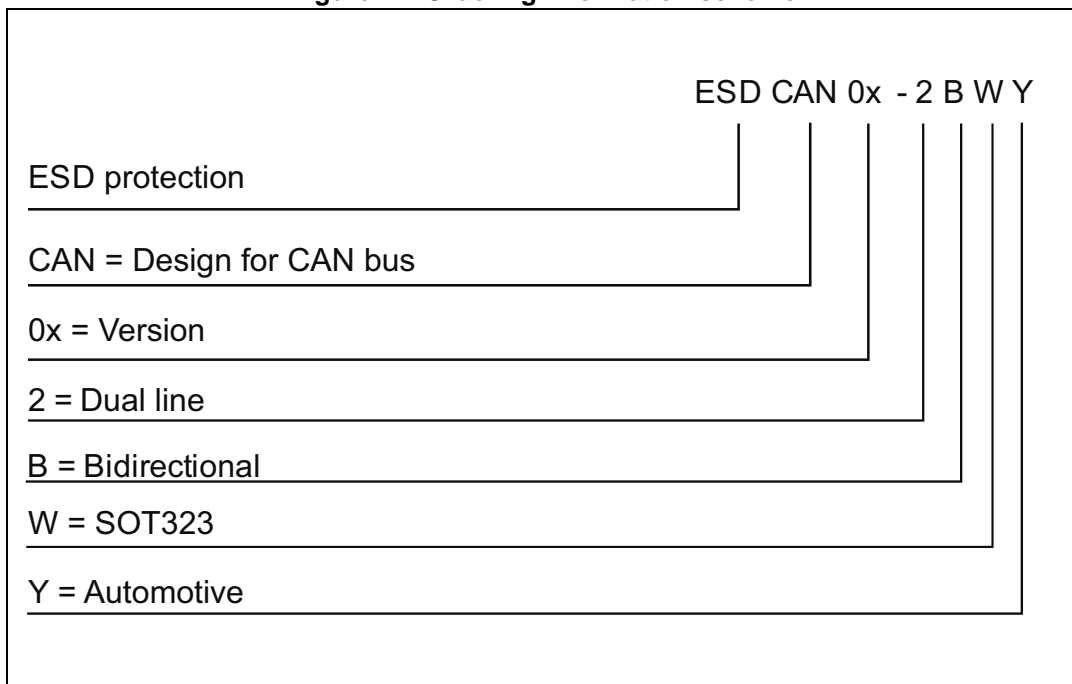 ESD CAN 0x - 2 B W Y
ESD protection
CAN = Design for CAN bus
0x = Version
2 = Dual line
B = Bidirectional
W = SOT323
Y = Automotive